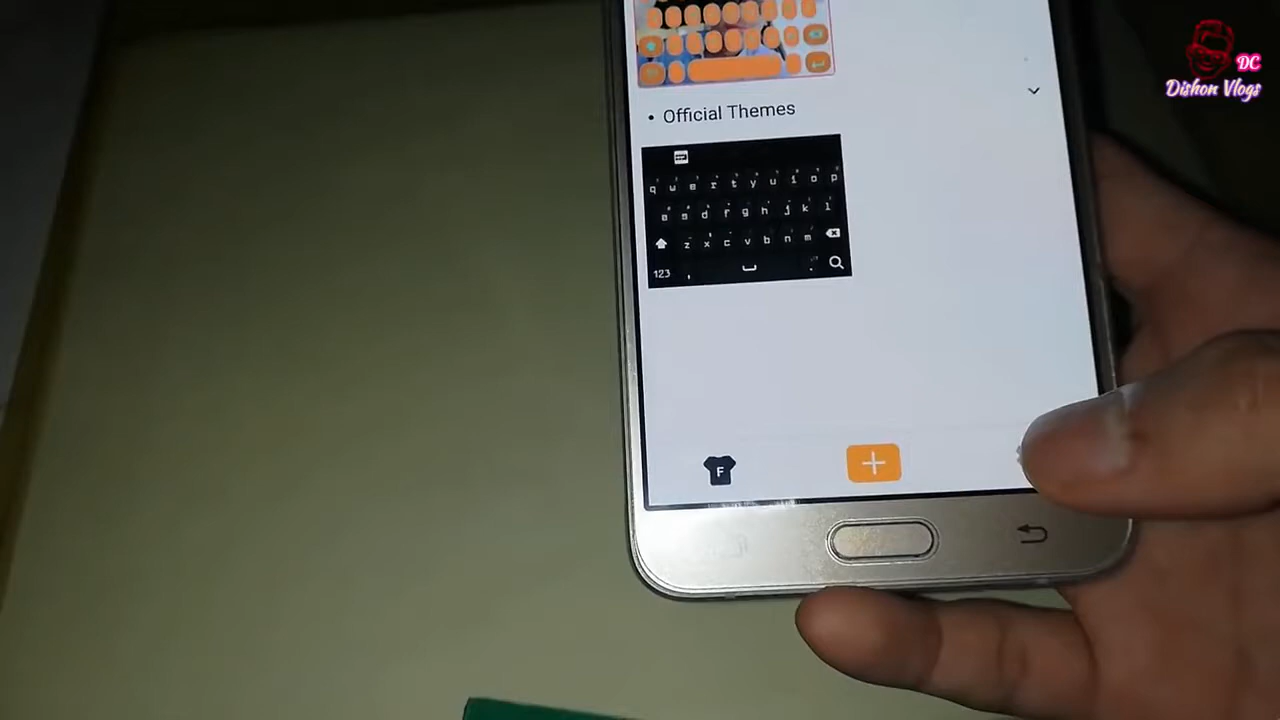 DC
Dishon Vlogs
• Official Themes
q w e r t y u i o p
a s d f g h j k l
z x c v b n m
123 , .
F